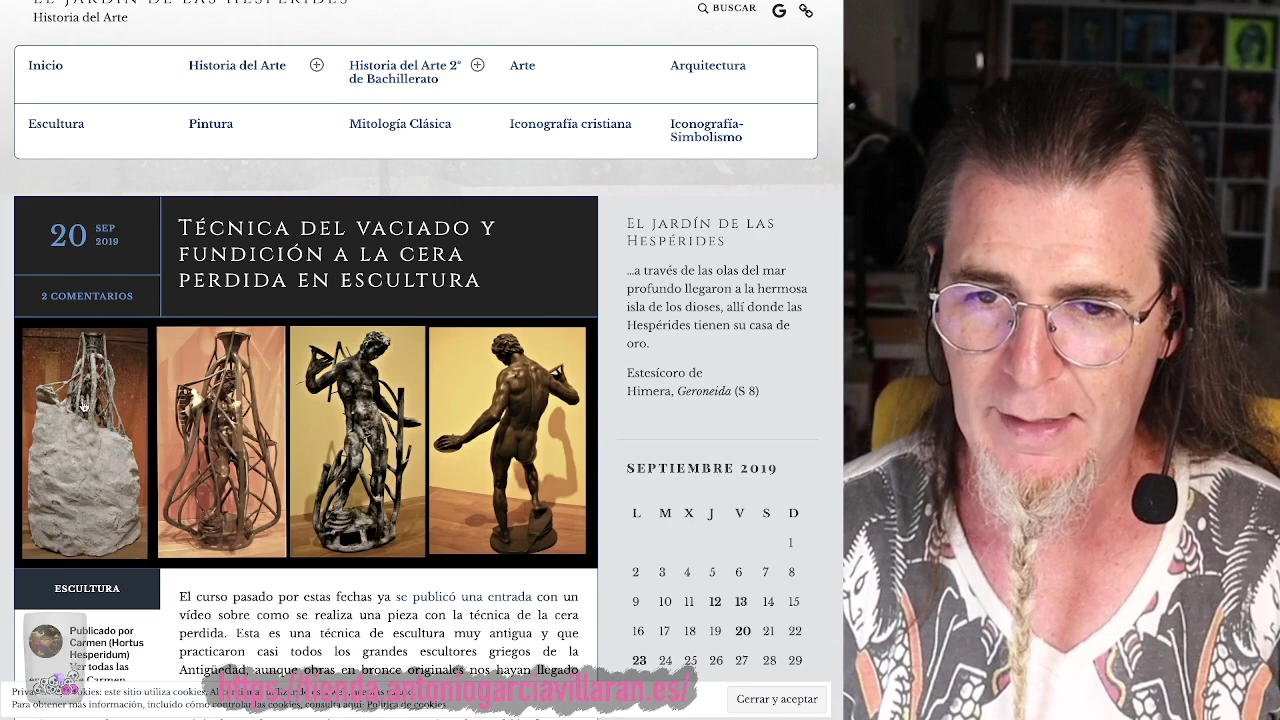 EL JARDÍN DE LAS HESPÉRIDES
Historia del Arte
BUSCAR
Inicio
Historia del Arte
Historia del Arte 2º
de Bachillerato
Arte
Arquitectura
Escultura
Pintura
Mitología Clásica
Iconografía cristiana
Iconografía-
Simbolismo
20 SEP
2019
2 COMENTARIOS
Técnica del vaciado y
fundición a la cera
perdida en escultura
El jardín de las
Hespérides
...a través de las olas del mar
profundo llegaron a la hermosa
isla de los dioses, allí donde las
Hespérides tienen su casa de
oro.
Estesícoro de
Himera, Geroneida (S 8)
SEPTIEMBRE 2019
L M X J V S D
1
2 3 4 5 6 7 8
9 10 11 12 13 14 15
16 17 18 19 20 21 22
23 24 25 26 27 28 29
ESCULTURA
Publicado por
Carmen (Hortus
Hesperidum)
Ver todas las
Carmen
El curso pasado por estas fechas ya se publicó una entrada con un
vídeo sobre como se realiza una pieza con la técnica de la cera
perdida. Esta es una técnica de escultura muy antigua y que
practicaron casi todos los grandes escultores griegos de la
Antigüedad, aunque obras en bronce originales nos hayan llegado
https://tienda.antoniogarciavillaran.es/
cookies: este sitio utiliza cookies.
Para obtener más información, incluido cómo controlar las cookies, consulta aquí: Política de cookies
Cerrar y aceptar